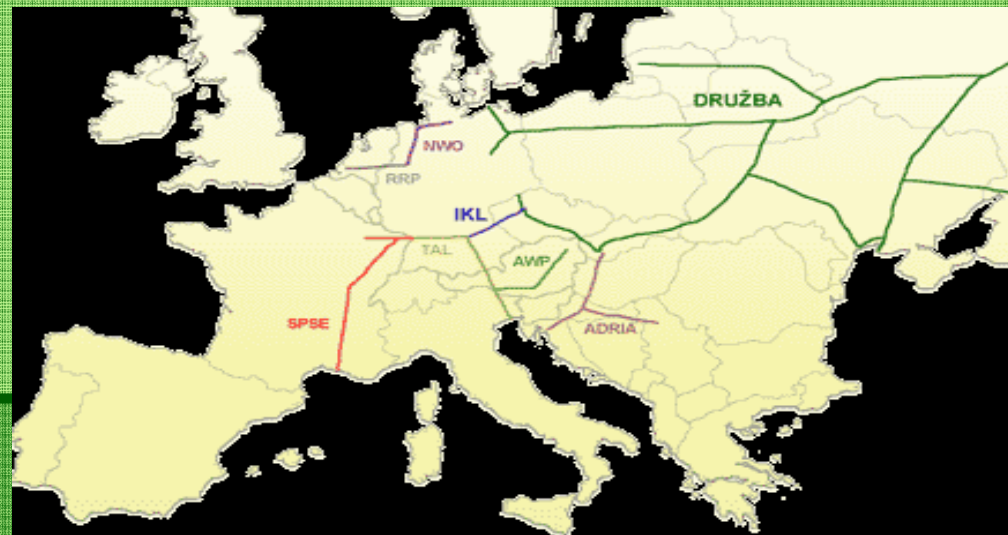 DRUŽBA
NWO
RRP
IKL
TAL
AWP
SPSE
ADRIA